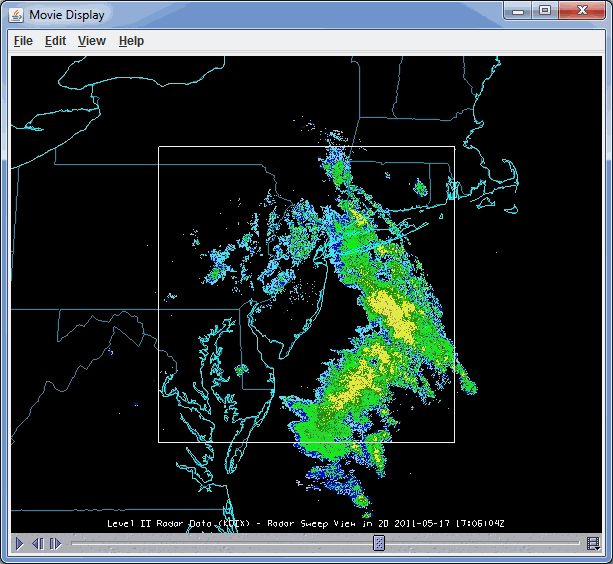 Movie Display
File Edit View Help
Level II Radar Data (KDIX) - Radar Sweep View in 2D 2011-05-17 17:06:04Z